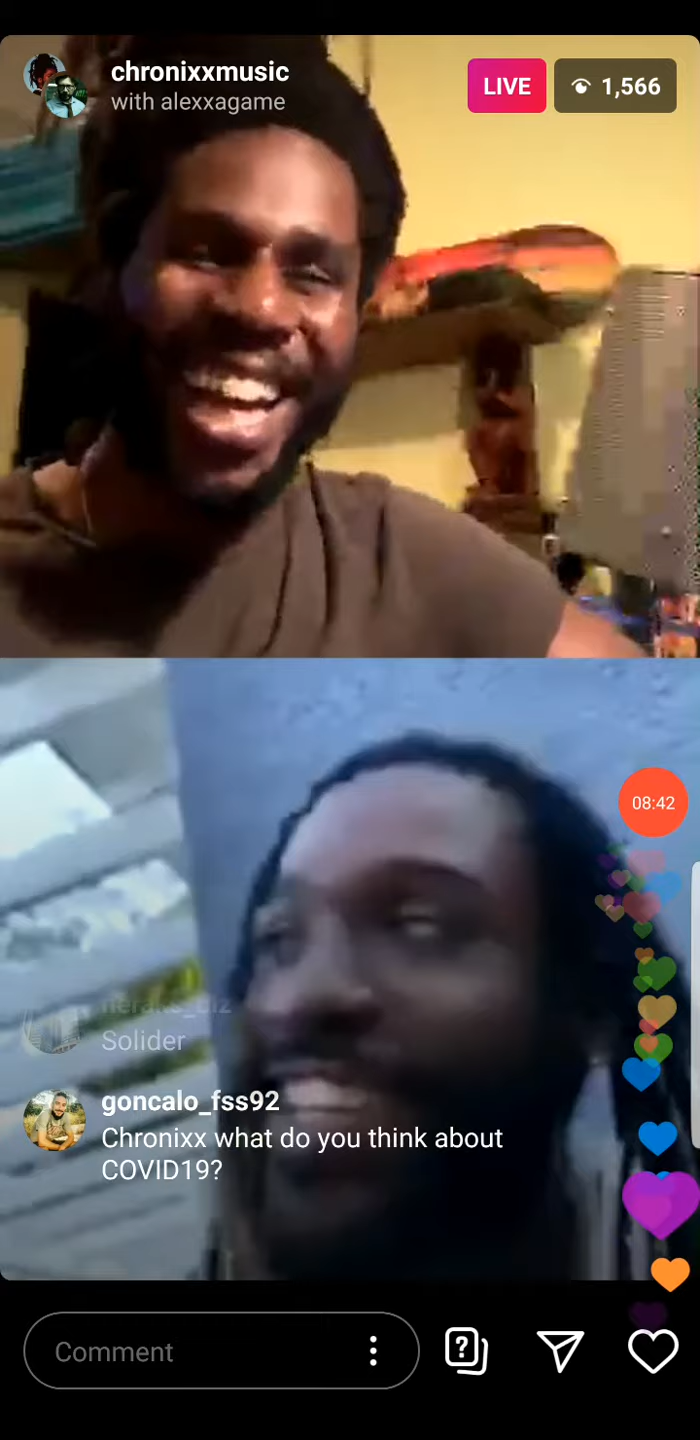 chronixxmusic
with alexxagame
LIVE
1,566
08:42
Solider
goncalo_fss92
Chronixx what do you think about
COVID19?
Comment